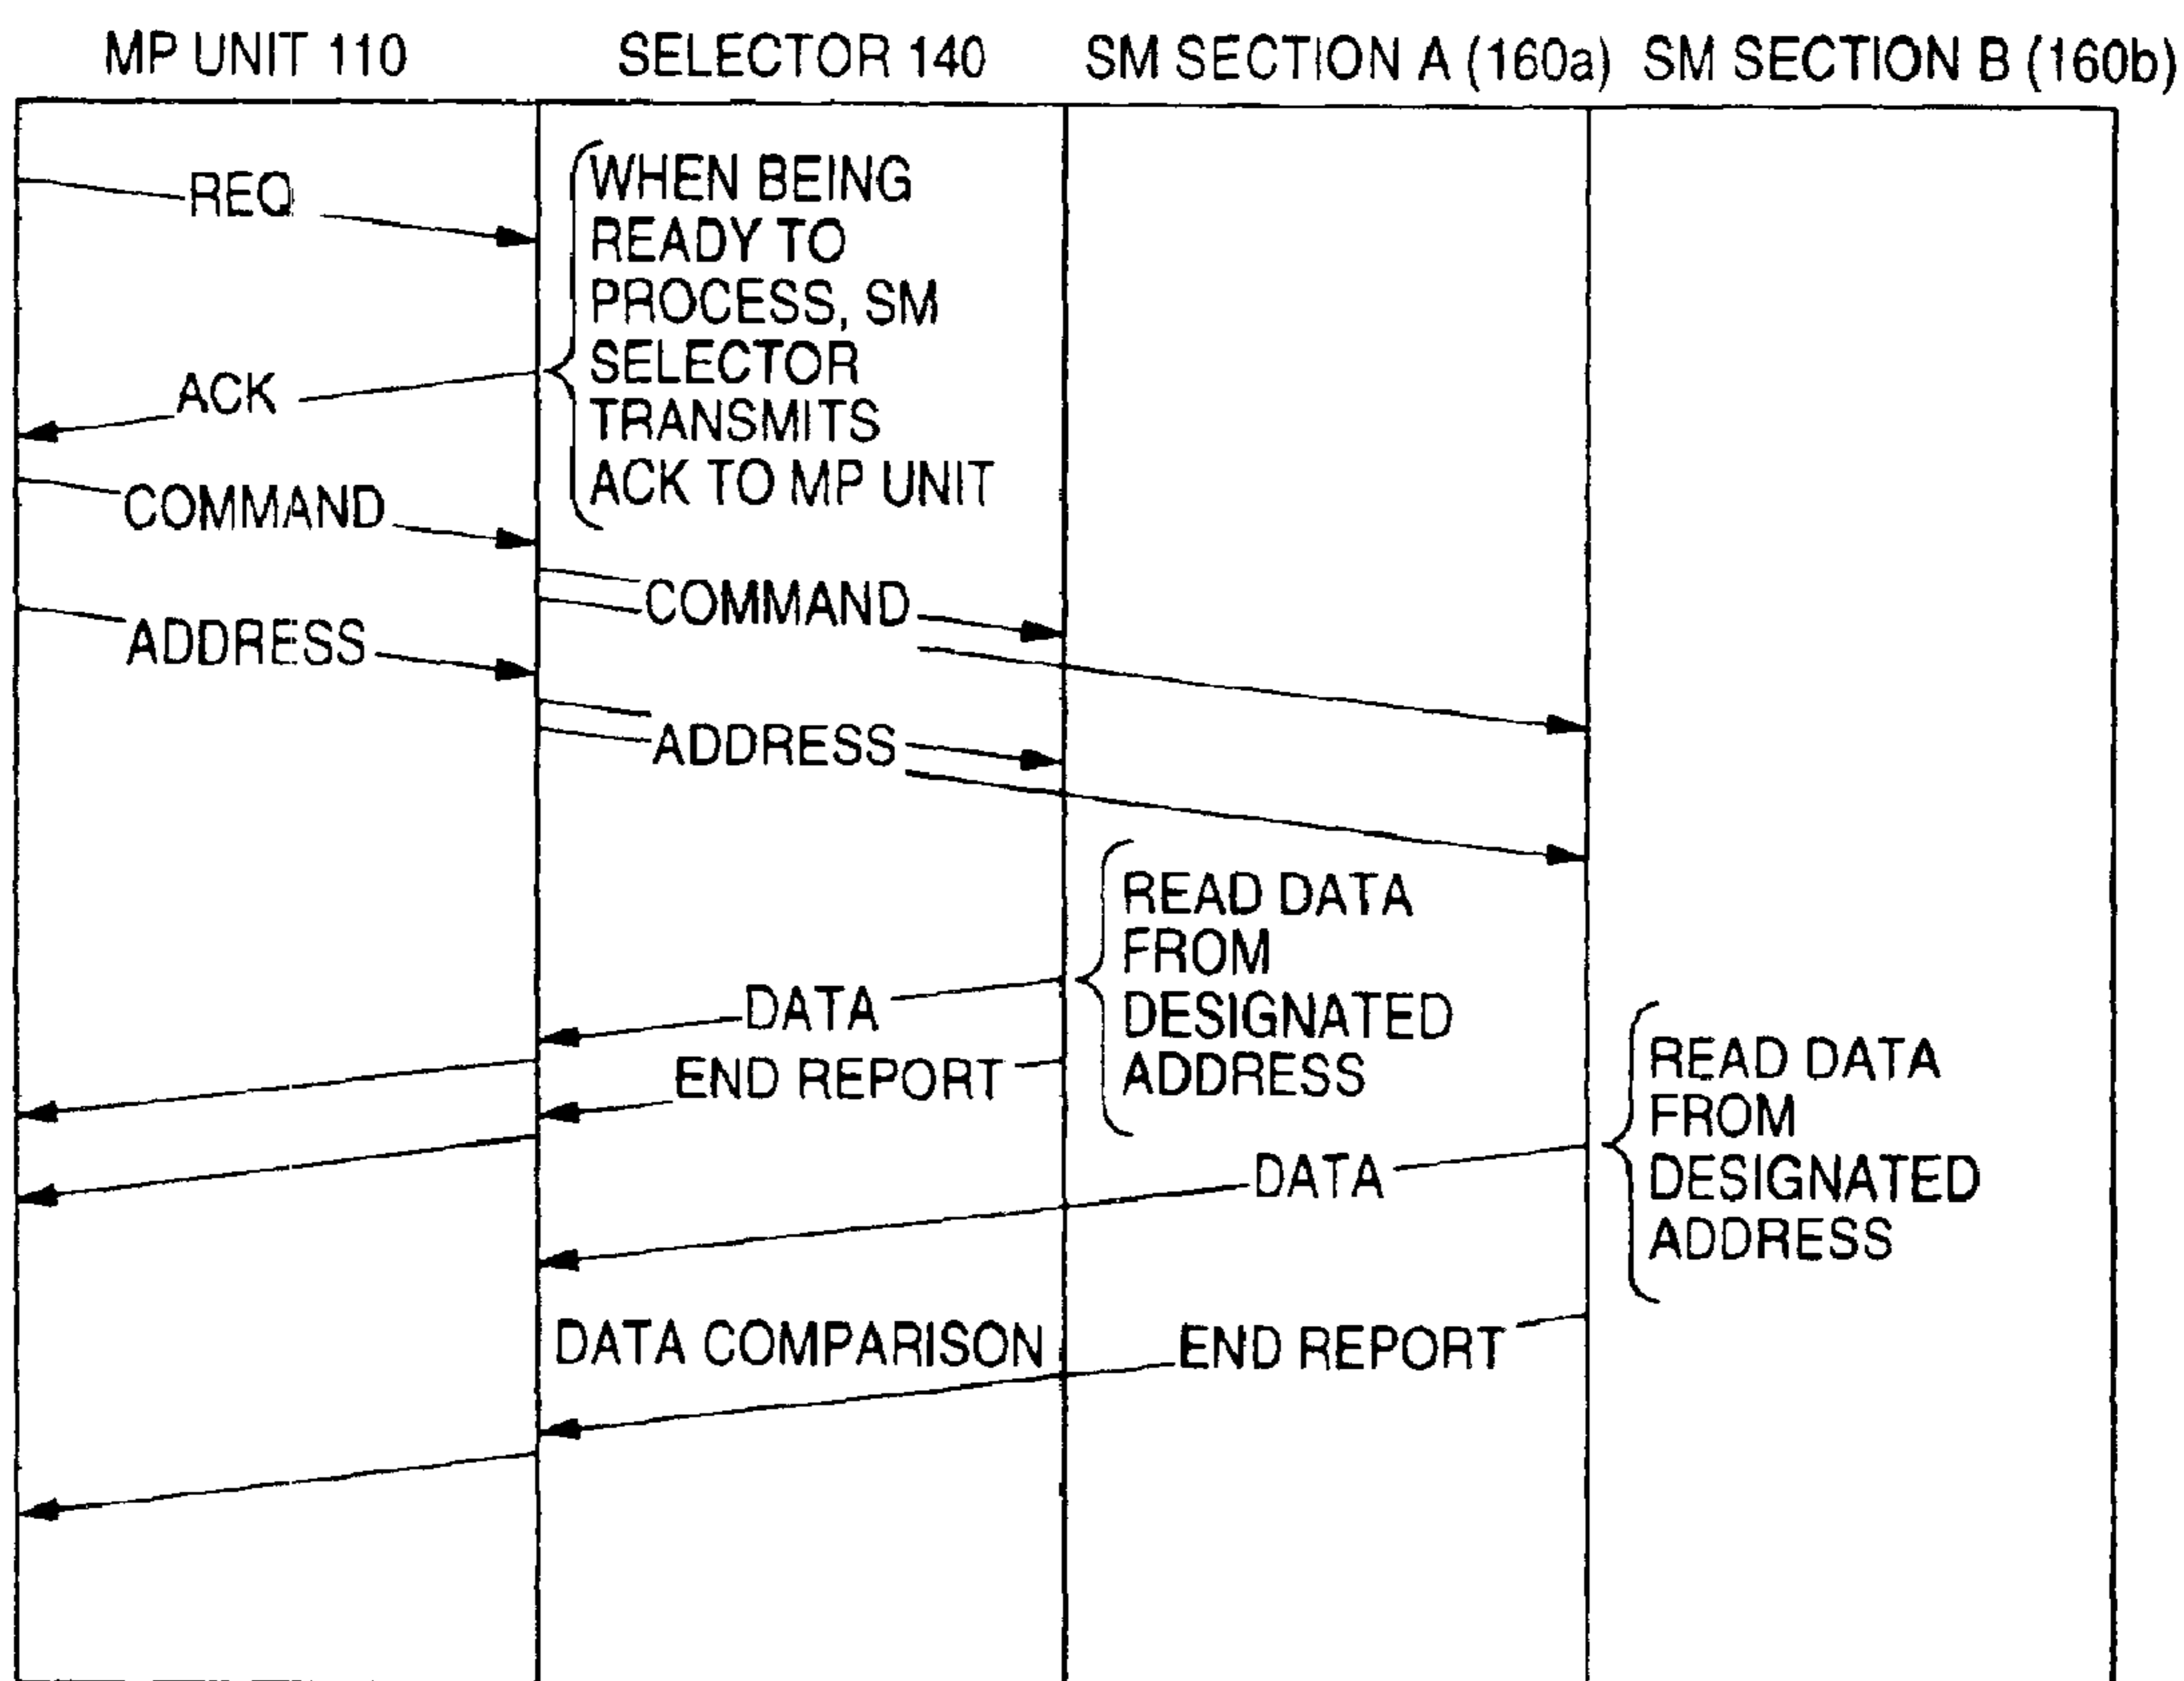 MP UNIT 110
SELECTOR 140
SM SECTION A (160a)
SM SECTION B (160b)
REQ
WHEN BEING
READY TO
PROCESS, SM
SELECTOR
TRANSMITS
ACK TO MP UNIT
ACK
COMMAND
COMMAND
ADDRESS
ADDRESS
READ DATA
FROM
DESIGNATED
ADDRESS
DATA
END REPORT
READ DATA
FROM
DESIGNATED
ADDRESS
DATA
DATA COMPARISON
END REPORT